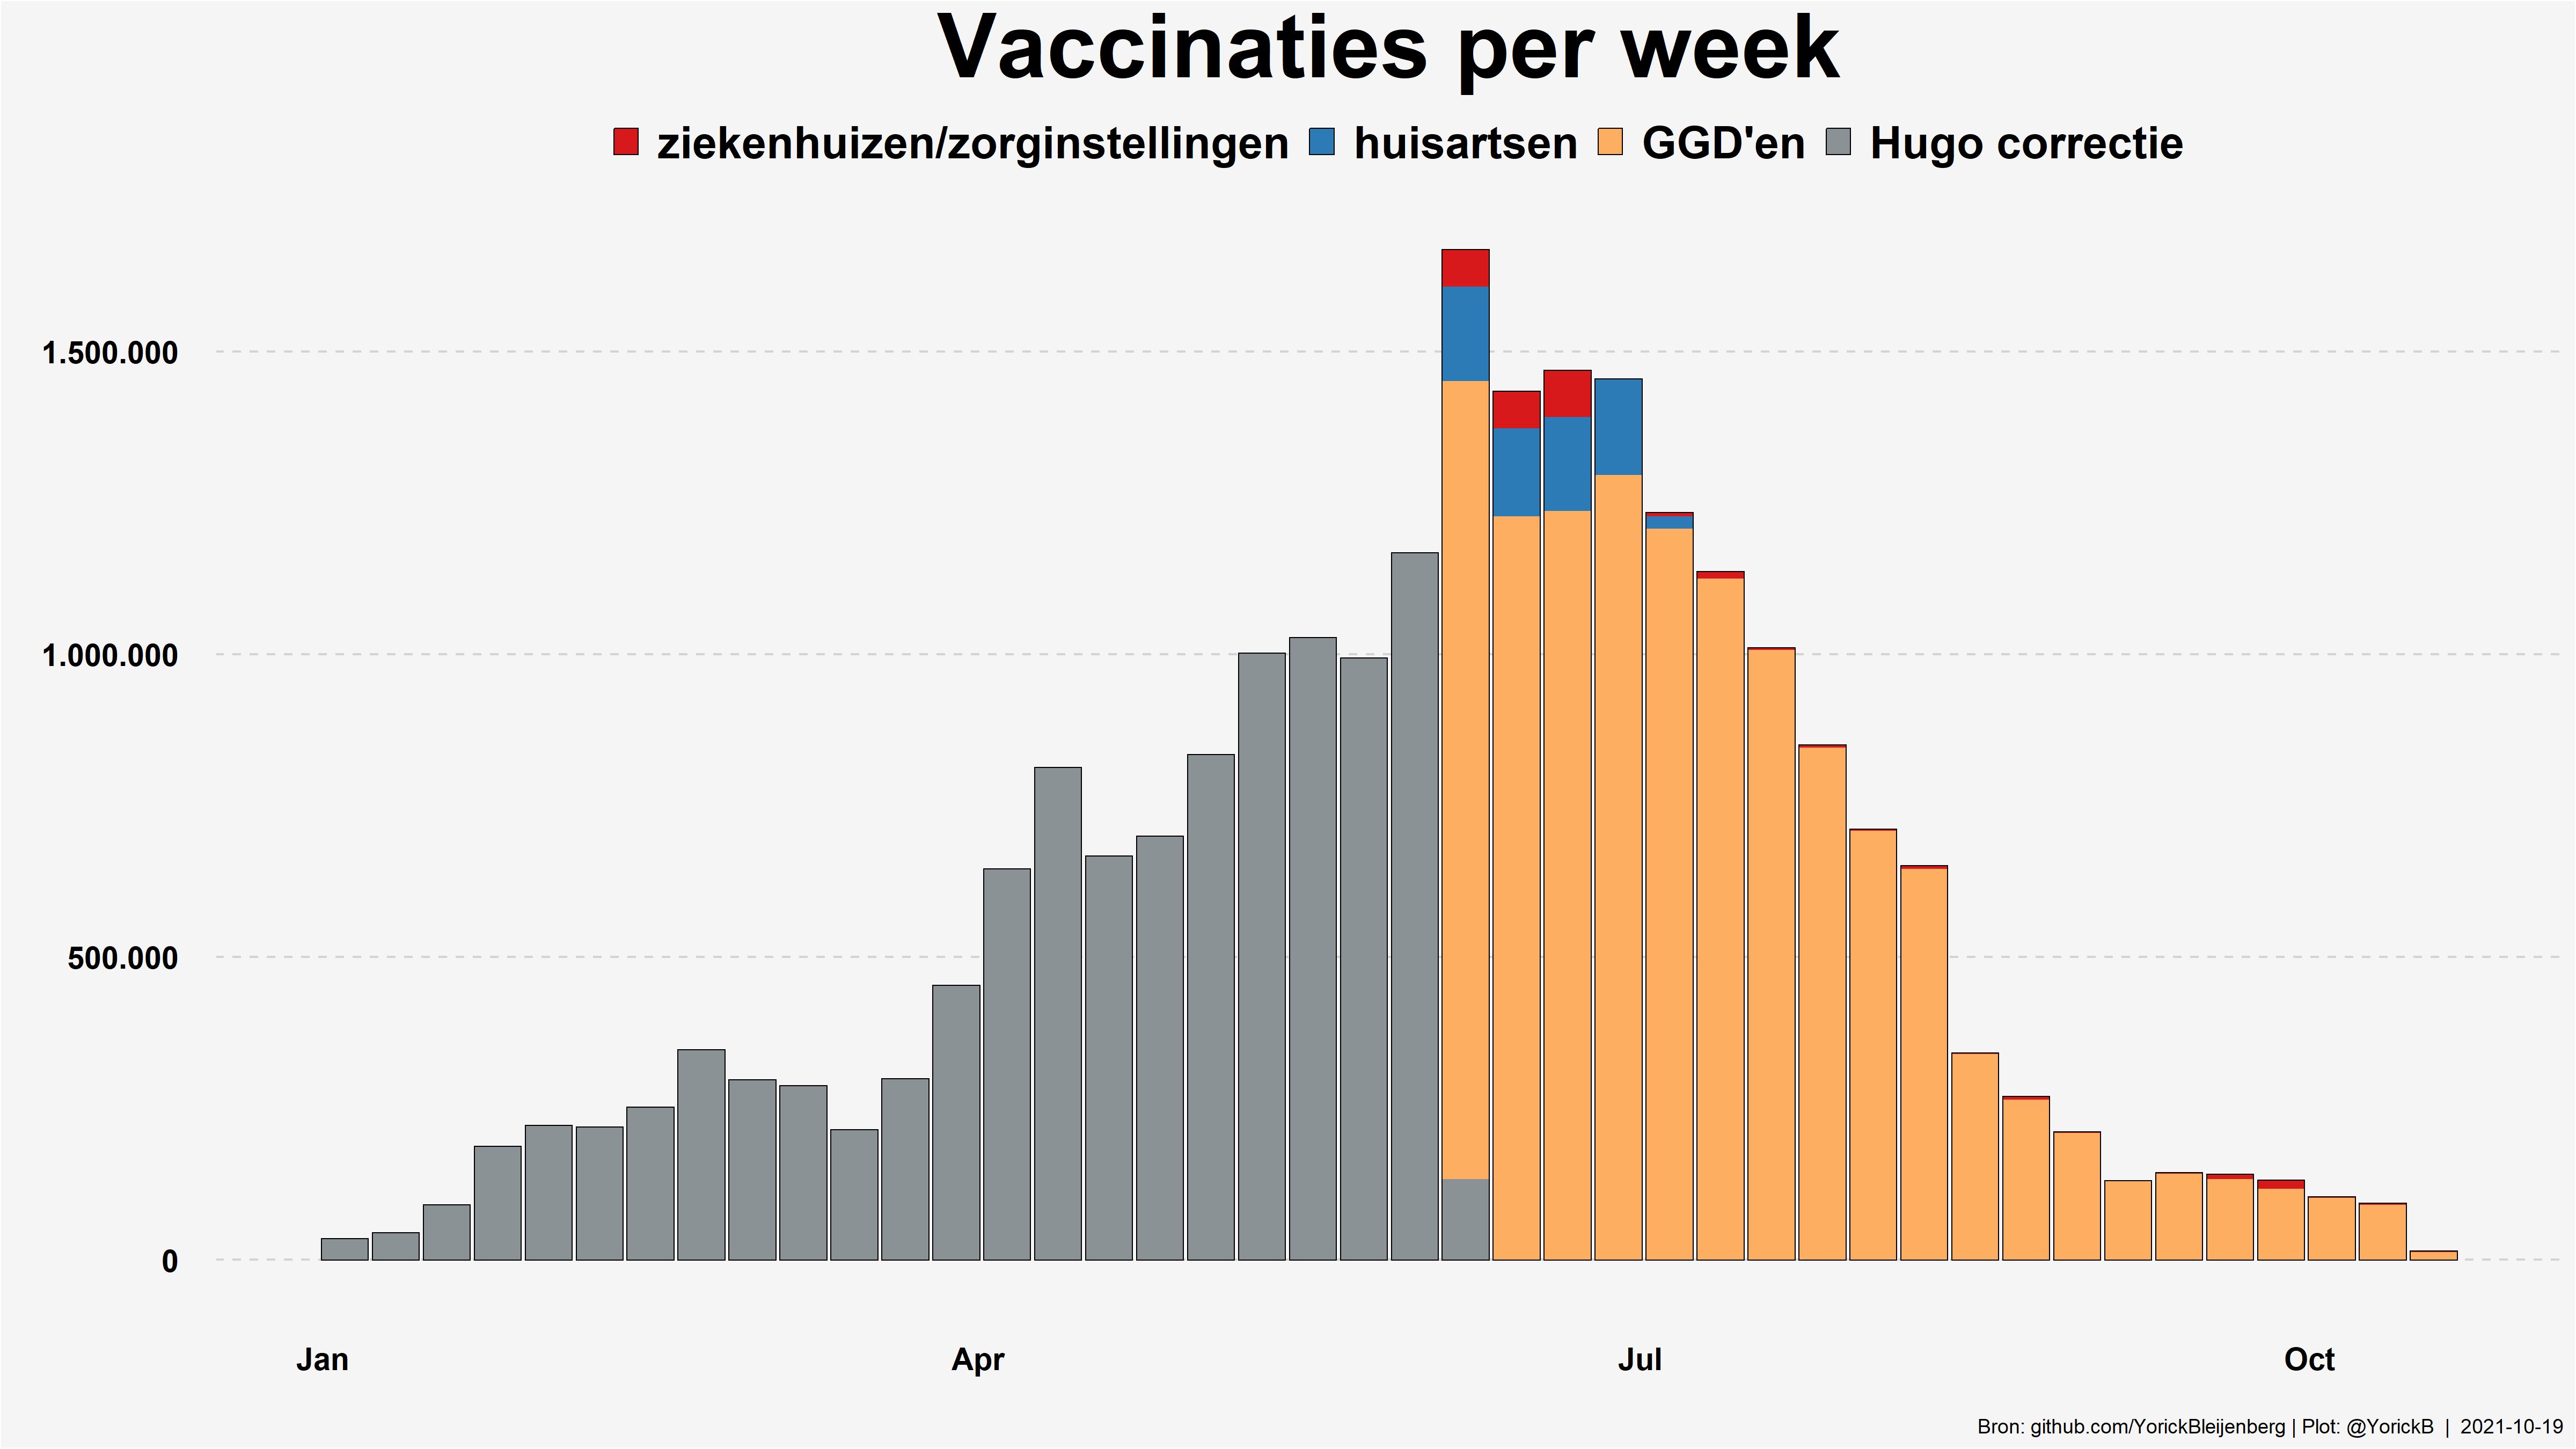 Vaccinaties per week
ziekenhuizen/zorginstellingen huisartsen GGD'en Hugo correctie
1.500.000
1.000.000
500.000
0
Jan Apr Jul Oct
Bron: github.com/YorickBleijenberg | Plot: @YorickB | 2021-10-19